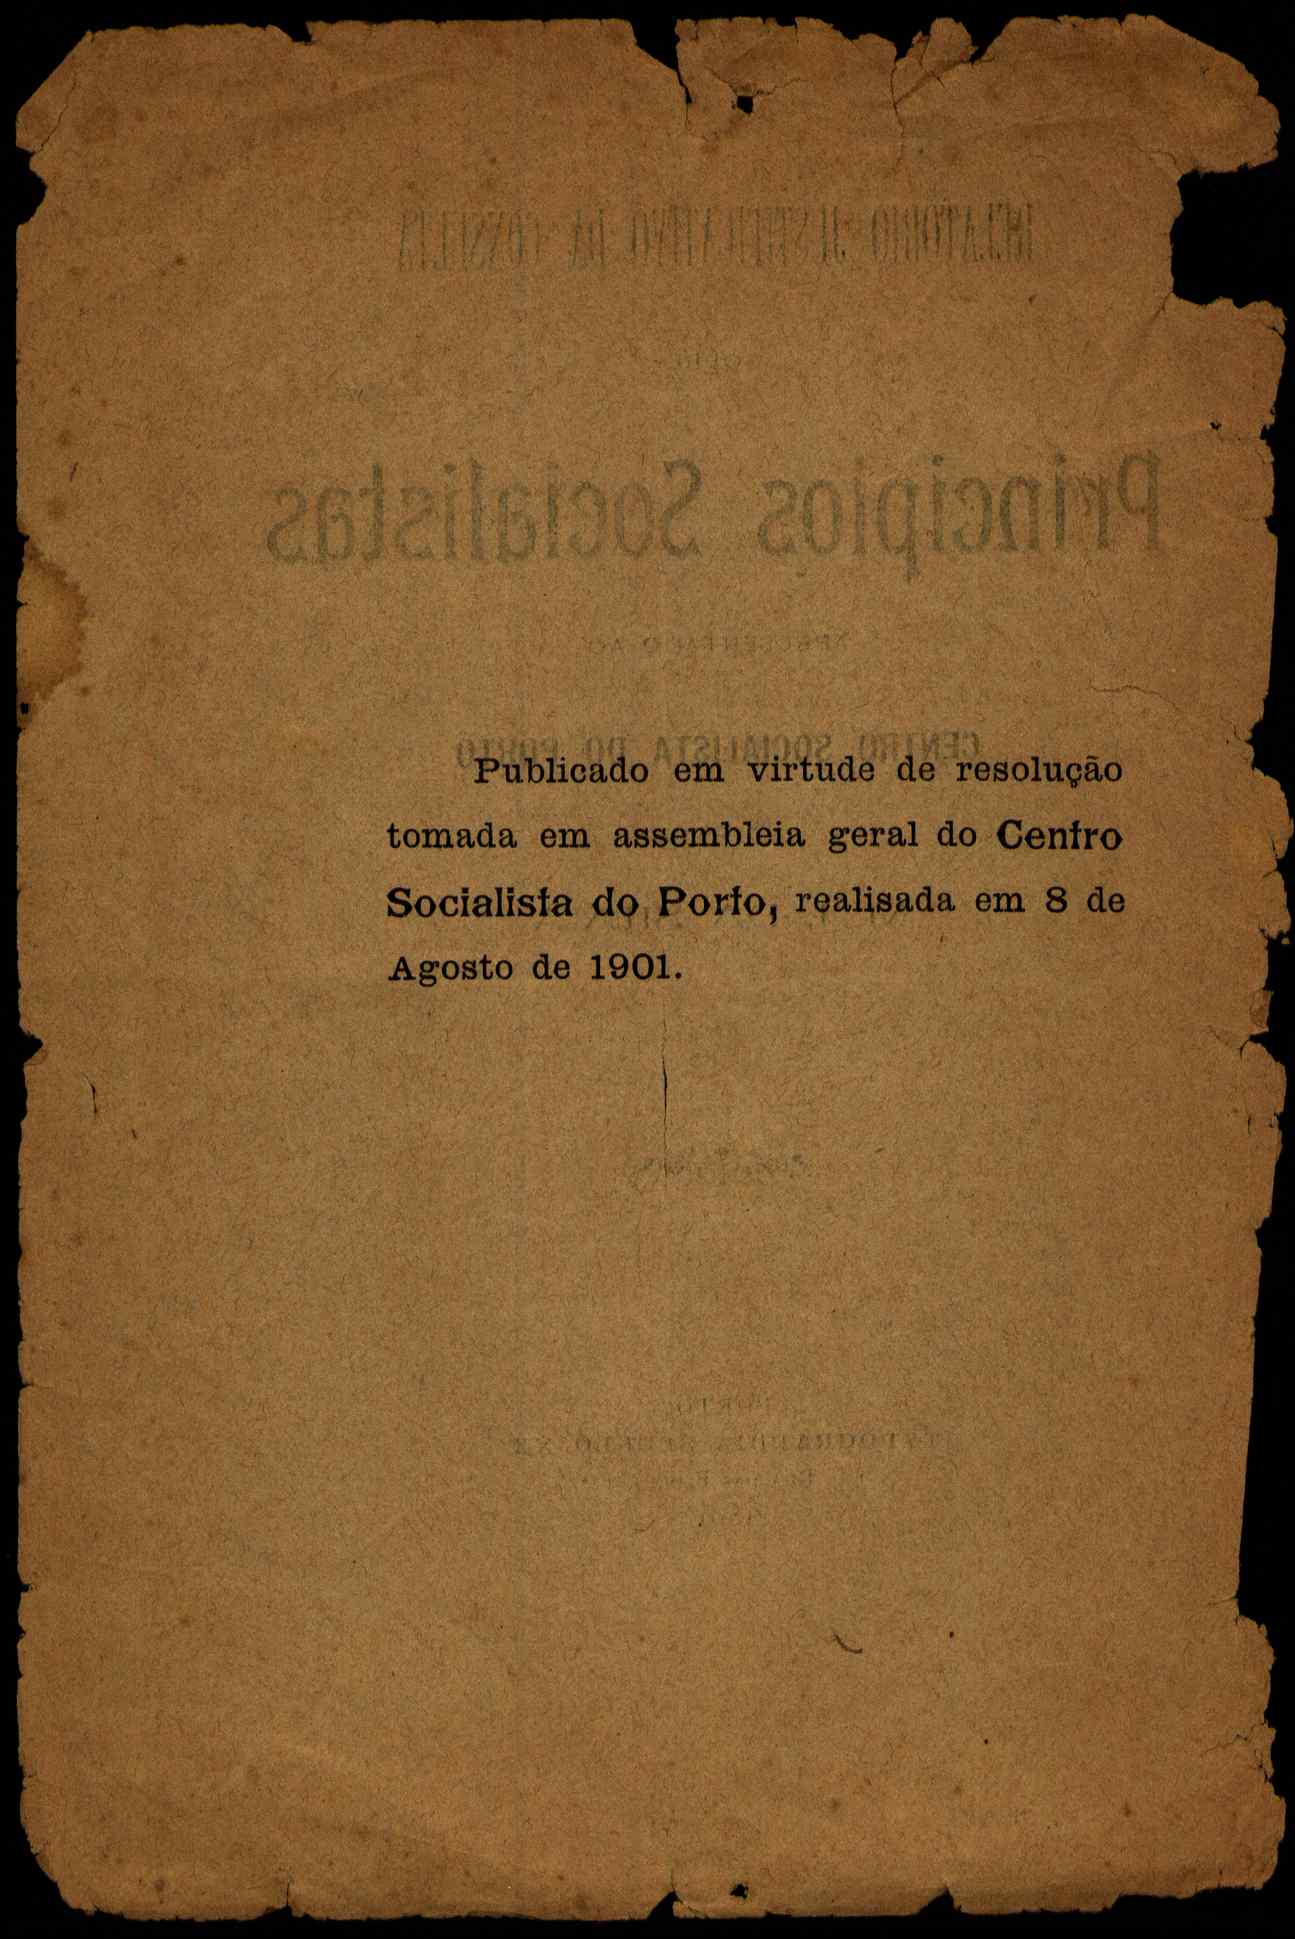 Publicado em virtude de resolução
tomada em assembleia geral do Centro
Socialista do Porto, realisada em 8 de
Agosto de 1901.